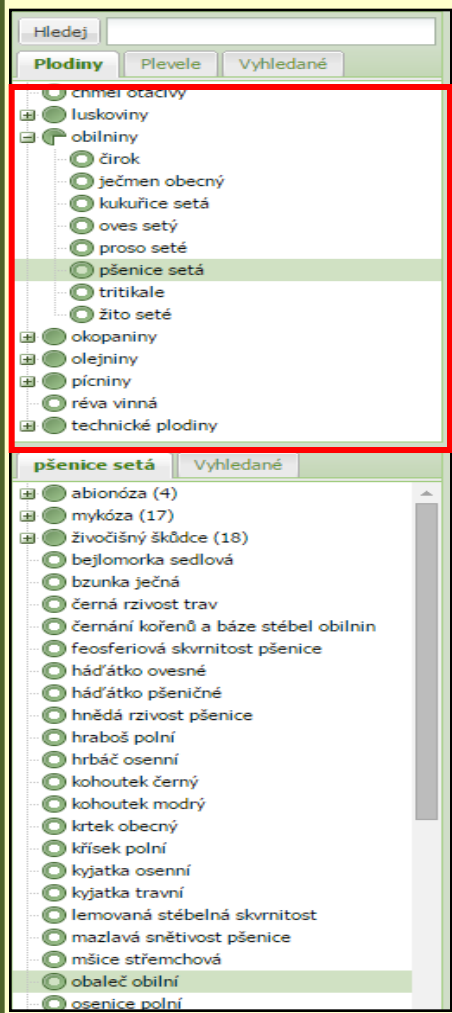 Hledej
Plodiny Plevele Vyhledané
chmel otáčivý
luskoviny
obilniny
čirok
ječmen obecný
kukuřice setá
oves setý
proso seté
pšenice setá
tritikale
žito seté
okopaniny
olejniny
pícniny
réva vinná
technické plodiny
pšenice setá Vyhledané
abionóza (4)
mykóza (17)
živočišný škůdce (18)
bejlomorka sedlová
bzunka ječná
černá rzivost trav
černání kořenů a báze stébel obilnin
feosferiová skvrnitost pšenice
háďátko ovesné
háďátko pšeničné
hnědá rzivost pšenice
hraboš polní
hrbáč osenní
kohoutek černý
kohoutek modrý
krtek obecný
křísek polní
kyjatka osenní
kyjatka travní
lemovaná stébelná skvrnitost
mazlavá snětivost pšenice
mšice střemchová
obaleč obilní
osenice polní